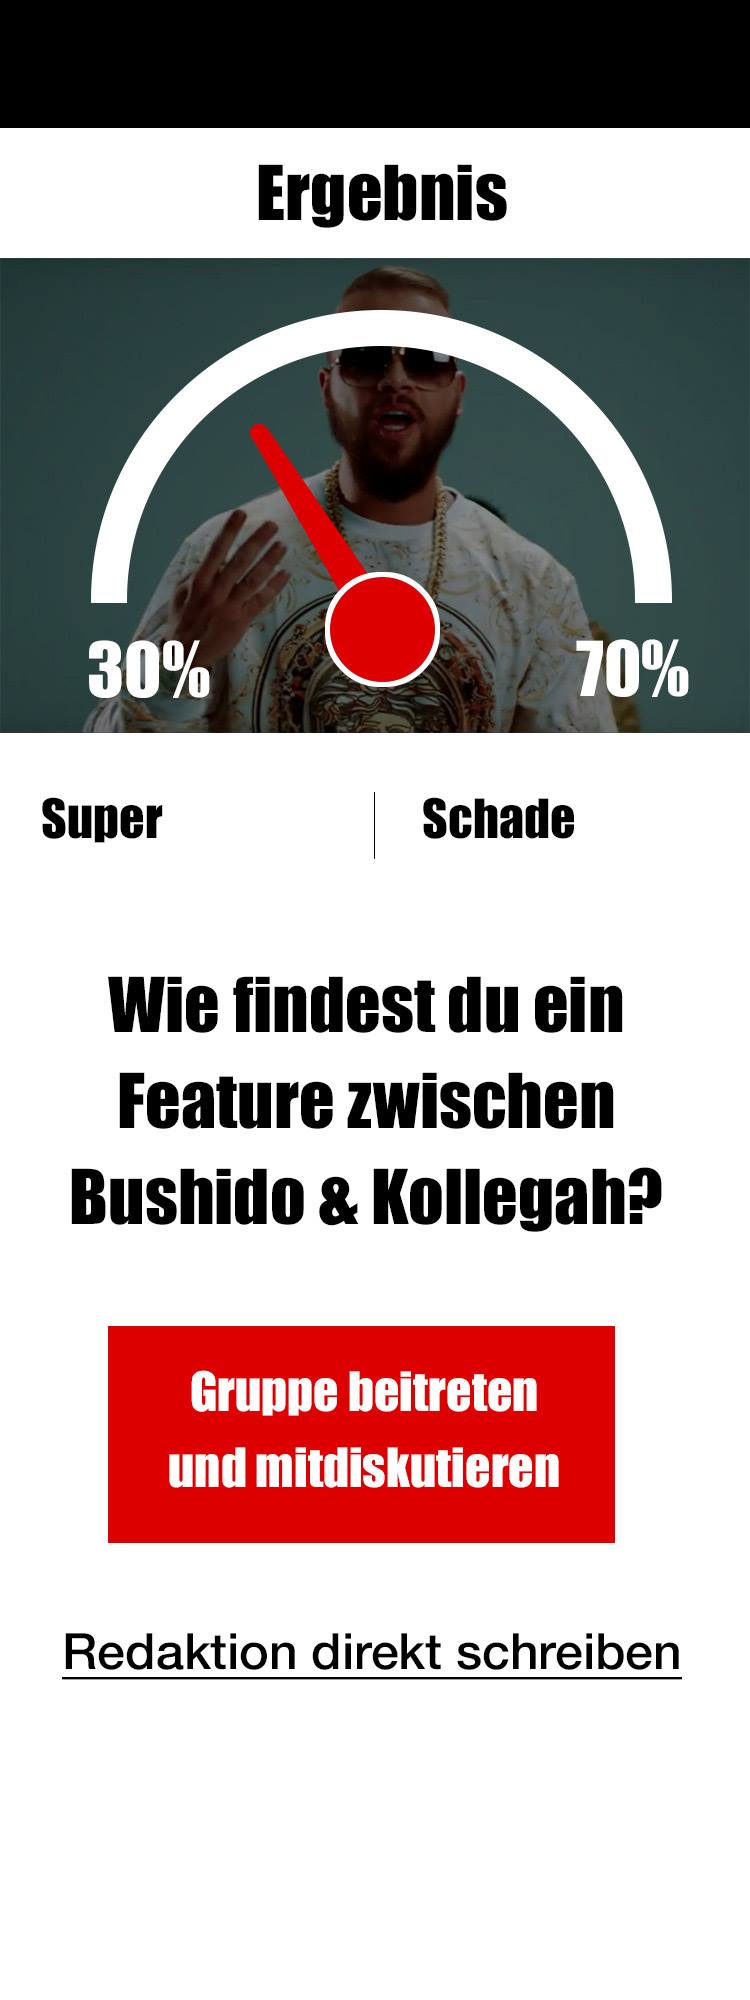 Ergebnis
30%
70%
Super
Schade
Wie findest du ein
Feature zwischen
Bushido & Kollegah?
Gruppe beitreten
und mitdiskutieren
Redaktion direkt schreiben